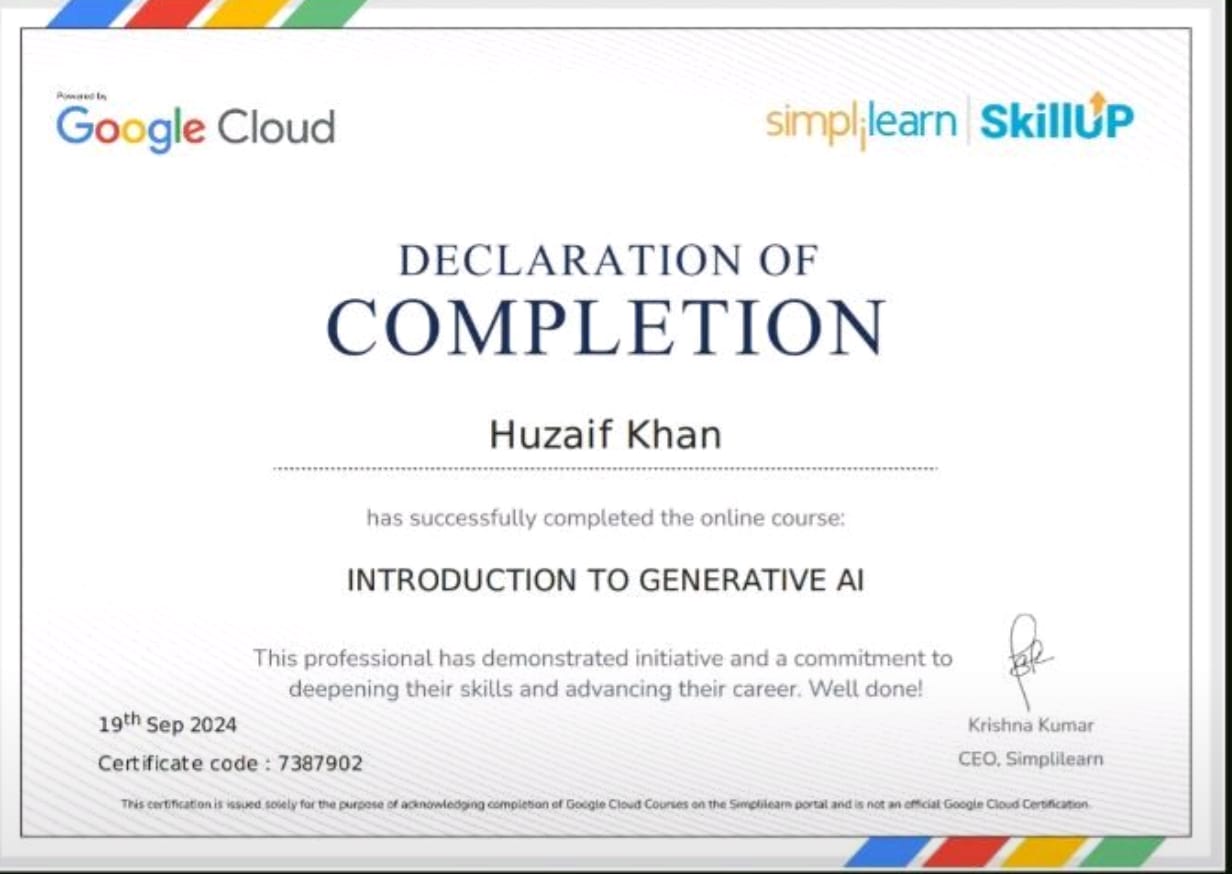 Powered by
Google Cloud
simplilearn | SkillUP
DECLARATION OF
COMPLETION
Huzaif Khan
has successfully completed the online course:
INTRODUCTION TO GENERATIVE AI
This professional has demonstrated initiative and a commitment to
deepening their skills and advancing their career. Well done!
19th Sep 2024
Krishna Kumar
Certificate code : 7387902
CEO, Simplilearn
This certification is issued solely for the purpose of acknowledging completion of Google Cloud Courses on the Simplilearn portal and is not an official Google Cloud Certification.